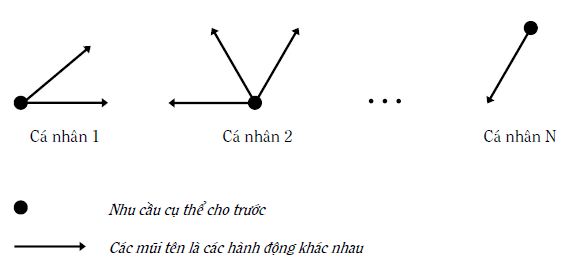 Cá nhân 1 Cá nhân 2 Cá nhân N
Nhu cầu cụ thể cho trước
Các mũi tên là các hành động khác nhau